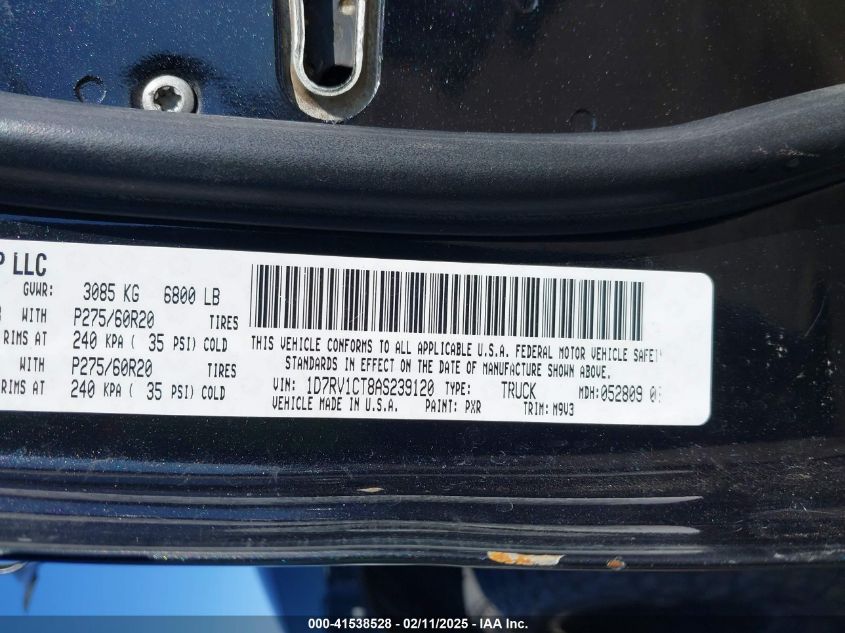 P LLC
GVWR: 3085 KG 6800 LB
WITH P275/60R20 TIRES
RIMS AT 240 KPA ( 35 PSI) COLD
WITH P275/60R20 TIRES
RIMS AT 240 KPA ( 35 PSI) COLD
THIS VEHICLE CONFORMS TO ALL APPLICABLE U.S.A. FEDERAL MOTOR VEHICLE SAFETY
STANDARDS IN EFFECT ON THE DATE OF MANUFACTURE SHOWN ABOVE.
VIN: 1D7RV1CT8AS239120 TYPE: TRUCK MDH:052809 0
VEHICLE MADE IN U.S.A. PAINT: PXR TRIM: M9V3
000-41538528 - 02/11/2025 - IAA Inc.